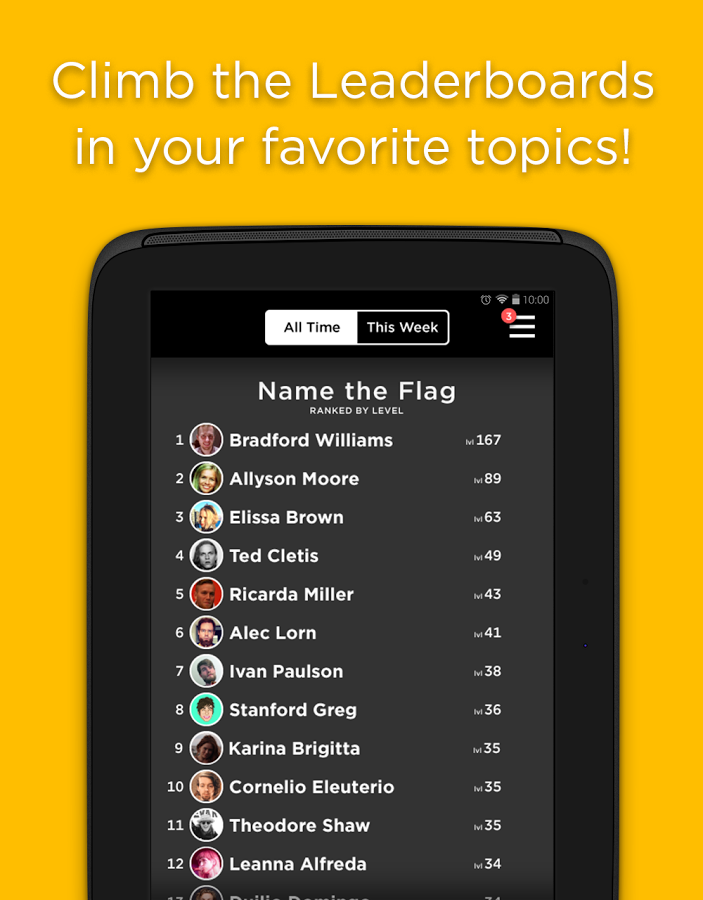 Climb the Leaderboards
in your favorite topics!
10:00
All Time This Week 3
Name the Flag
RANKED BY LEVEL
1 Bradford Williams lvl 167
2 Allyson Moore lvl 89
3 Elissa Brown lvl 63
4 Ted Cletis lvl 49
5 Ricarda Miller lvl 43
6 Alec Lorn lvl 41
7 Ivan Paulson lvl 38
8 Stanford Greg lvl 36
9 Karina Brigitta lvl 35
10 Cornelio Eleuterio lvl 35
11 Theodore Shaw lvl 35
12 Leanna Alfreda lvl 34